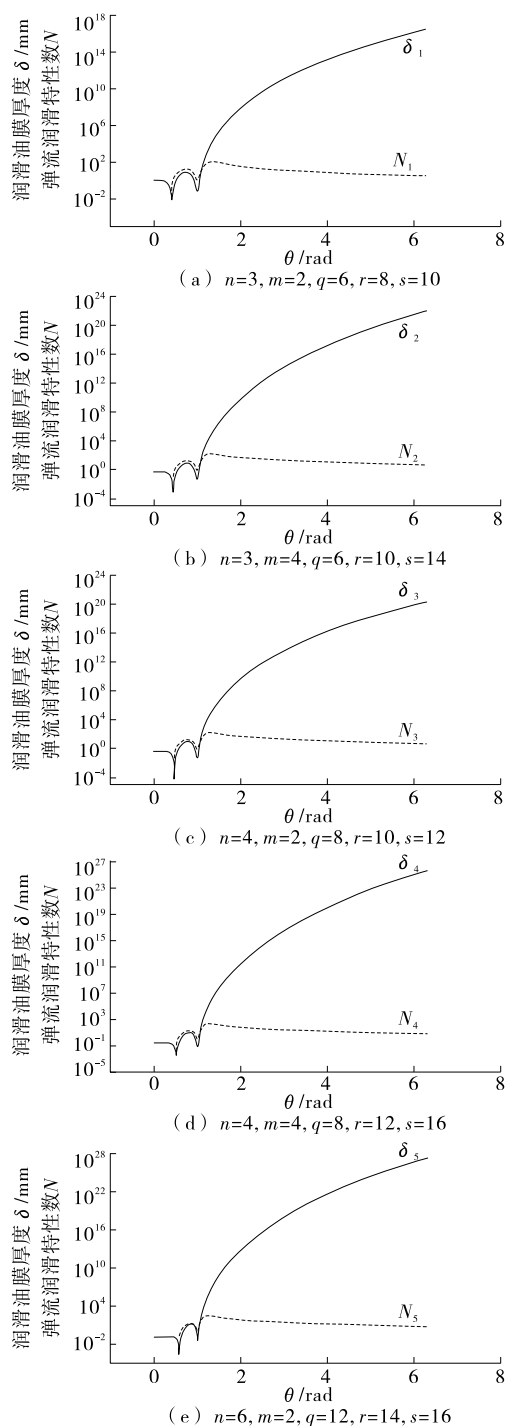 润滑油膜厚度 δ/mm
弹流润滑特性数N
10^18
10^14
10^10
10^6
10^2
10^-2
δ1
N1
0 2 4 6 8
θ/rad
（a）n=3, m=2, q=6, r=8, s=10
润滑油膜厚度 δ/mm
弹流润滑特性数N
10^24
10^20
10^16
10^12
10^8
10^4
10^0
10^-4
δ2
N2
0 2 4 6 8
θ/rad
（b）n=3, m=4, q=6, r=10, s=14
润滑油膜厚度 δ/mm
弹流润滑特性数N
10^24
10^20
10^16
10^12
10^8
10^4
10^0
10^-4
δ3
N3
0 2 4 6 8
θ/rad
（c）n=4, m=2, q=8, r=10, s=12
润滑油膜厚度 δ/mm
弹流润滑特性数N
10^27
10^23
10^19
10^15
10^11
10^7
10^3
10^-1
10^-5
δ4
N4
0 2 4 6 8
θ/rad
（d）n=4, m=4, q=8, r=12, s=16
润滑油膜厚度 δ/mm
弹流润滑特性数N
10^28
10^22
10^16
10^10
10^4
10^-2
δ5
N5
0 2 4 6 8
θ/rad
（e）n=6, m=2, q=12, r=14, s=16